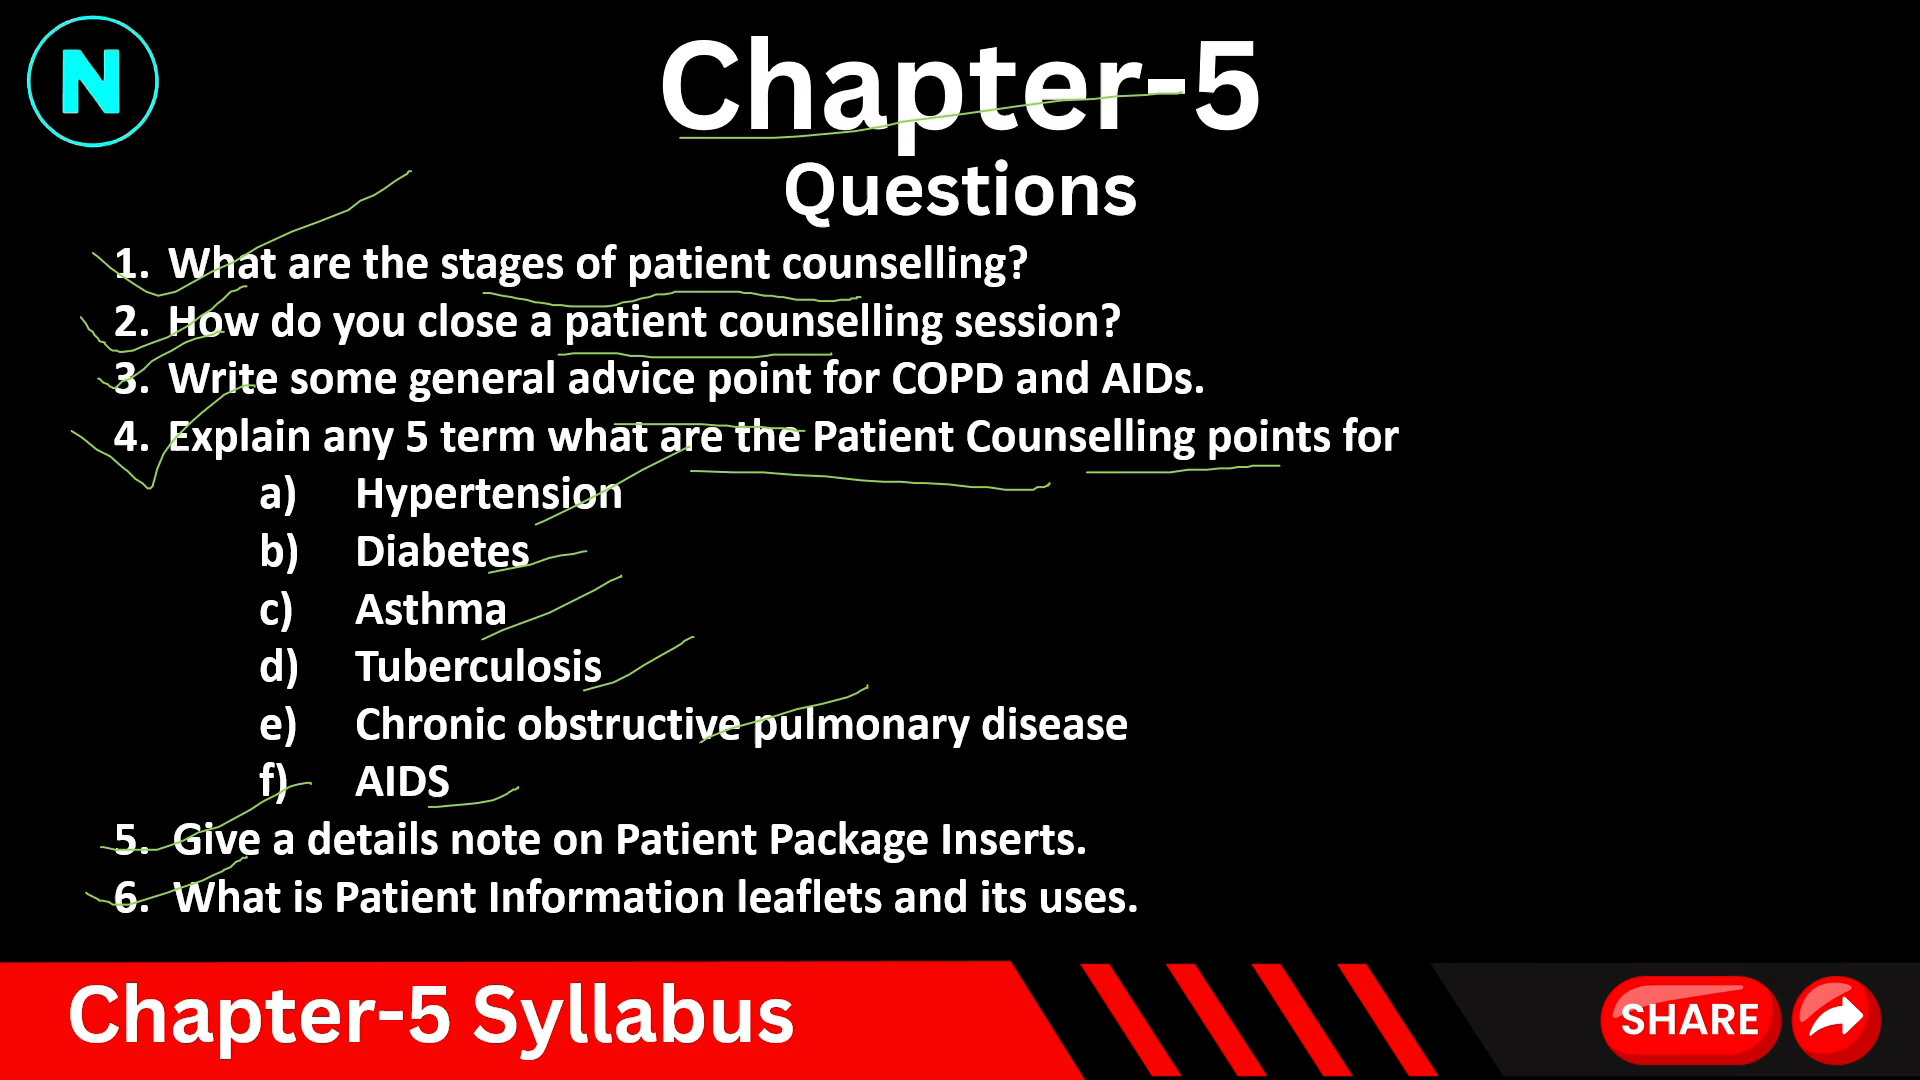 N
Chapter-5
Questions
1. What are the stages of patient counselling?
2. How do you close a patient counselling session?
3. Write some general advice point for COPD and AIDs.
4. Explain any 5 term what are the Patient Counselling points for
a) Hypertension
b) Diabetes
c) Asthma
d) Tuberculosis
e) Chronic obstructive pulmonary disease
f) AIDS
5. Give a details note on Patient Package Inserts.
6. What is Patient Information leaflets and its uses.
Chapter-5 Syllabus
SHARE